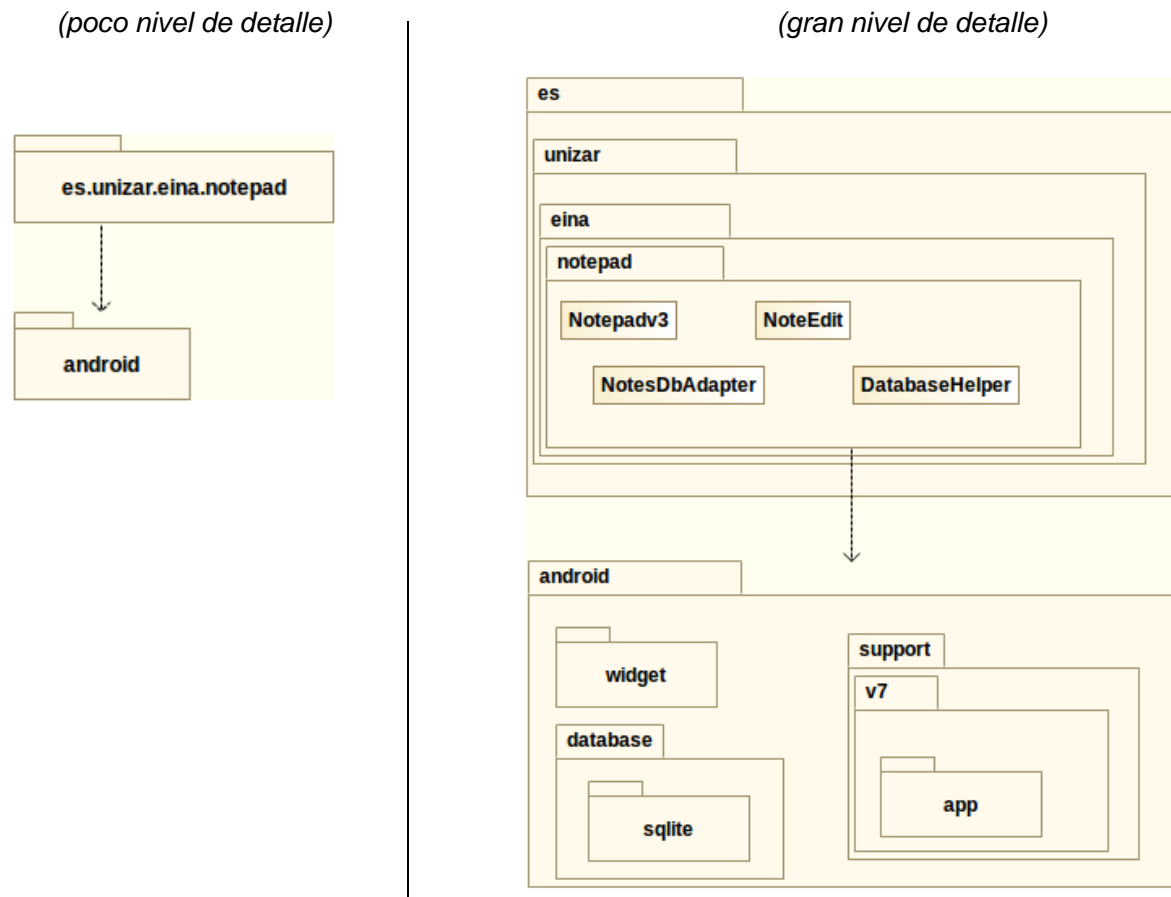 (poco nivel de detalle)
es.unizar.eina.notepad
android
(gran nivel de detalle)
es
unizar
eina
notepad
Notepadv3
NoteEdit
NotesDbAdapter
DatabaseHelper
android
widget
database
sqlite
support
v7
app